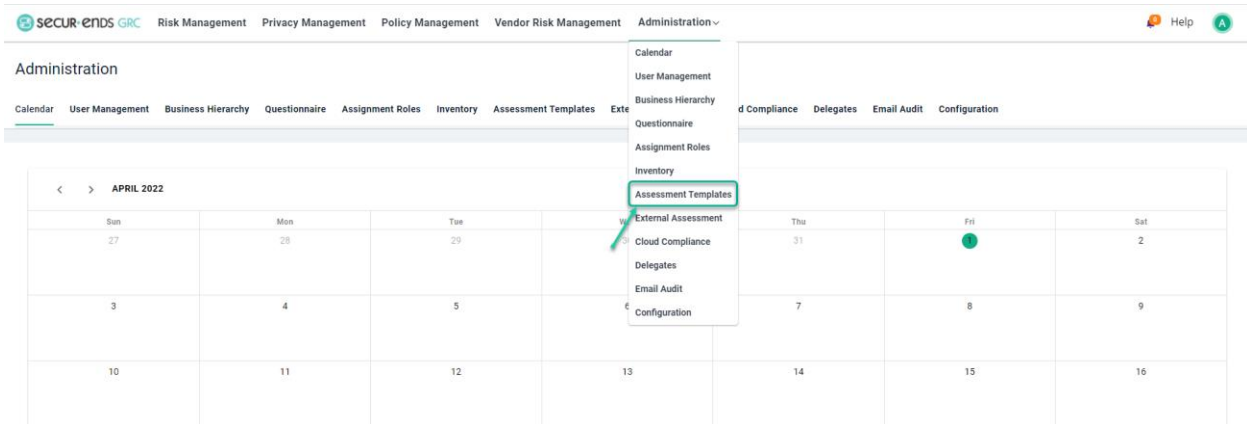 SECUR·ENDS GRC Risk Management Privacy Management Policy Management Vendor Risk Management Administration Help A
Calendar
Administration
User Management
Business Hierarchy
Calendar User Management Business Hierarchy Questionnaire Assignment Roles Inventory Assessment Templates Exte d Compliance Delegates Email Audit Configuration
Questionnaire
Assignment Roles
Inventory
< > APRIL 2022
Assessment Templates
Sun Mon Tue W Thu Fri Sat
External Assessment
27 28 29 30 31 1 2
Cloud Compliance
Delegates
Email Audit
3 4 5 6 7 8 9
Configuration
10 11 12 13 14 15 16